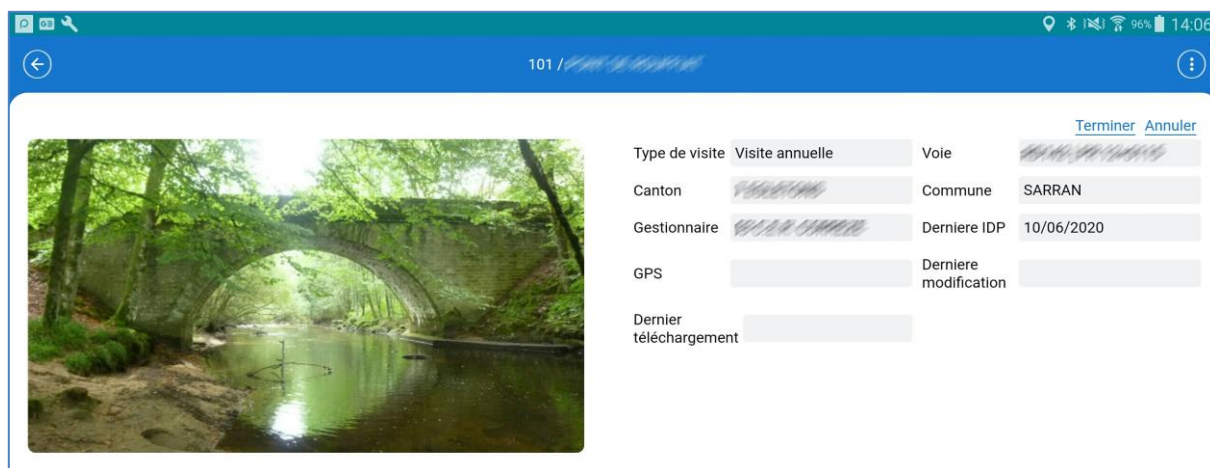 96% 14:06
101 /
Terminer Annuler
Type de visite Visite annuelle Voie
Canton Commune SARRAN
Gestionnaire Derniere IDP 10/06/2020
GPS Derniere modification
Dernier
téléchargement